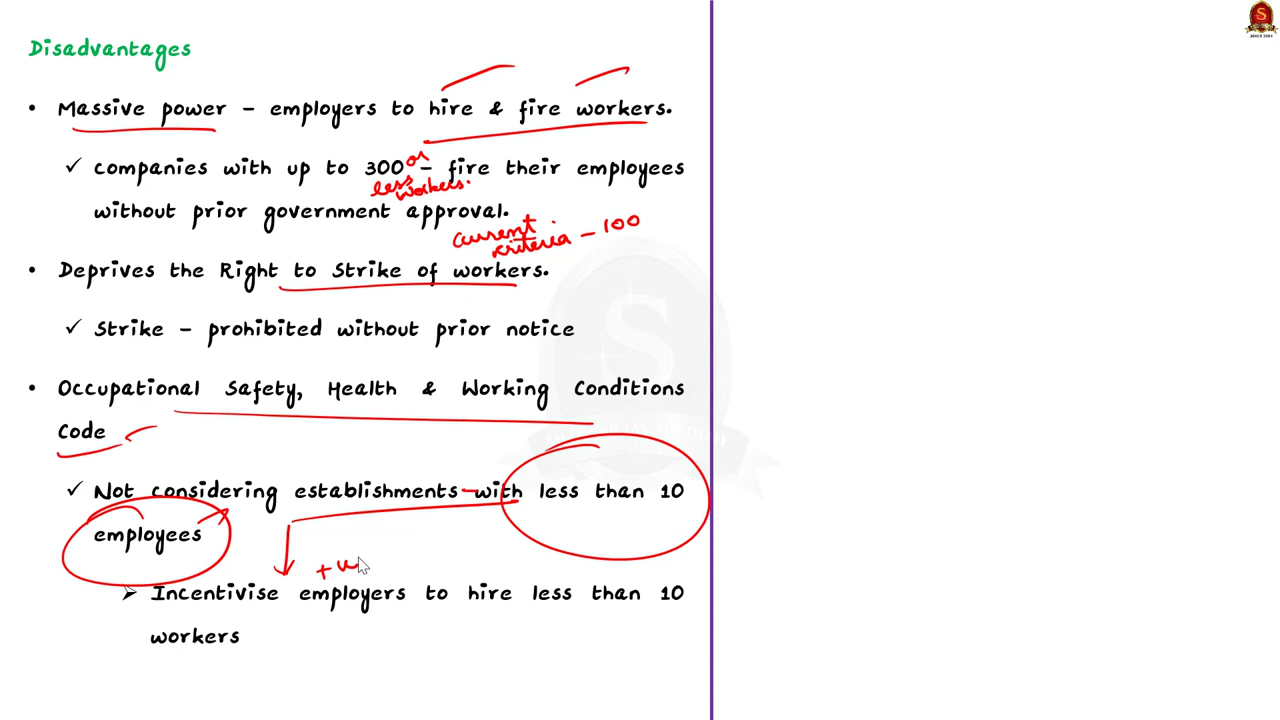 Disadvantages
• Massive power – employers to hire & fire workers.
✓ companies with up to 300 or less workers. – fire their employees
without prior government approval.
current criteria – 100
• Deprives the Right to Strike of workers.
✓ Strike – prohibited without prior notice
• Occupational Safety, Health & Working Conditions
Code
✓ Not considering establishments with less than 10
employees
➢ Incentivise employers to hire less than 10
workers
S
SINCE 2004